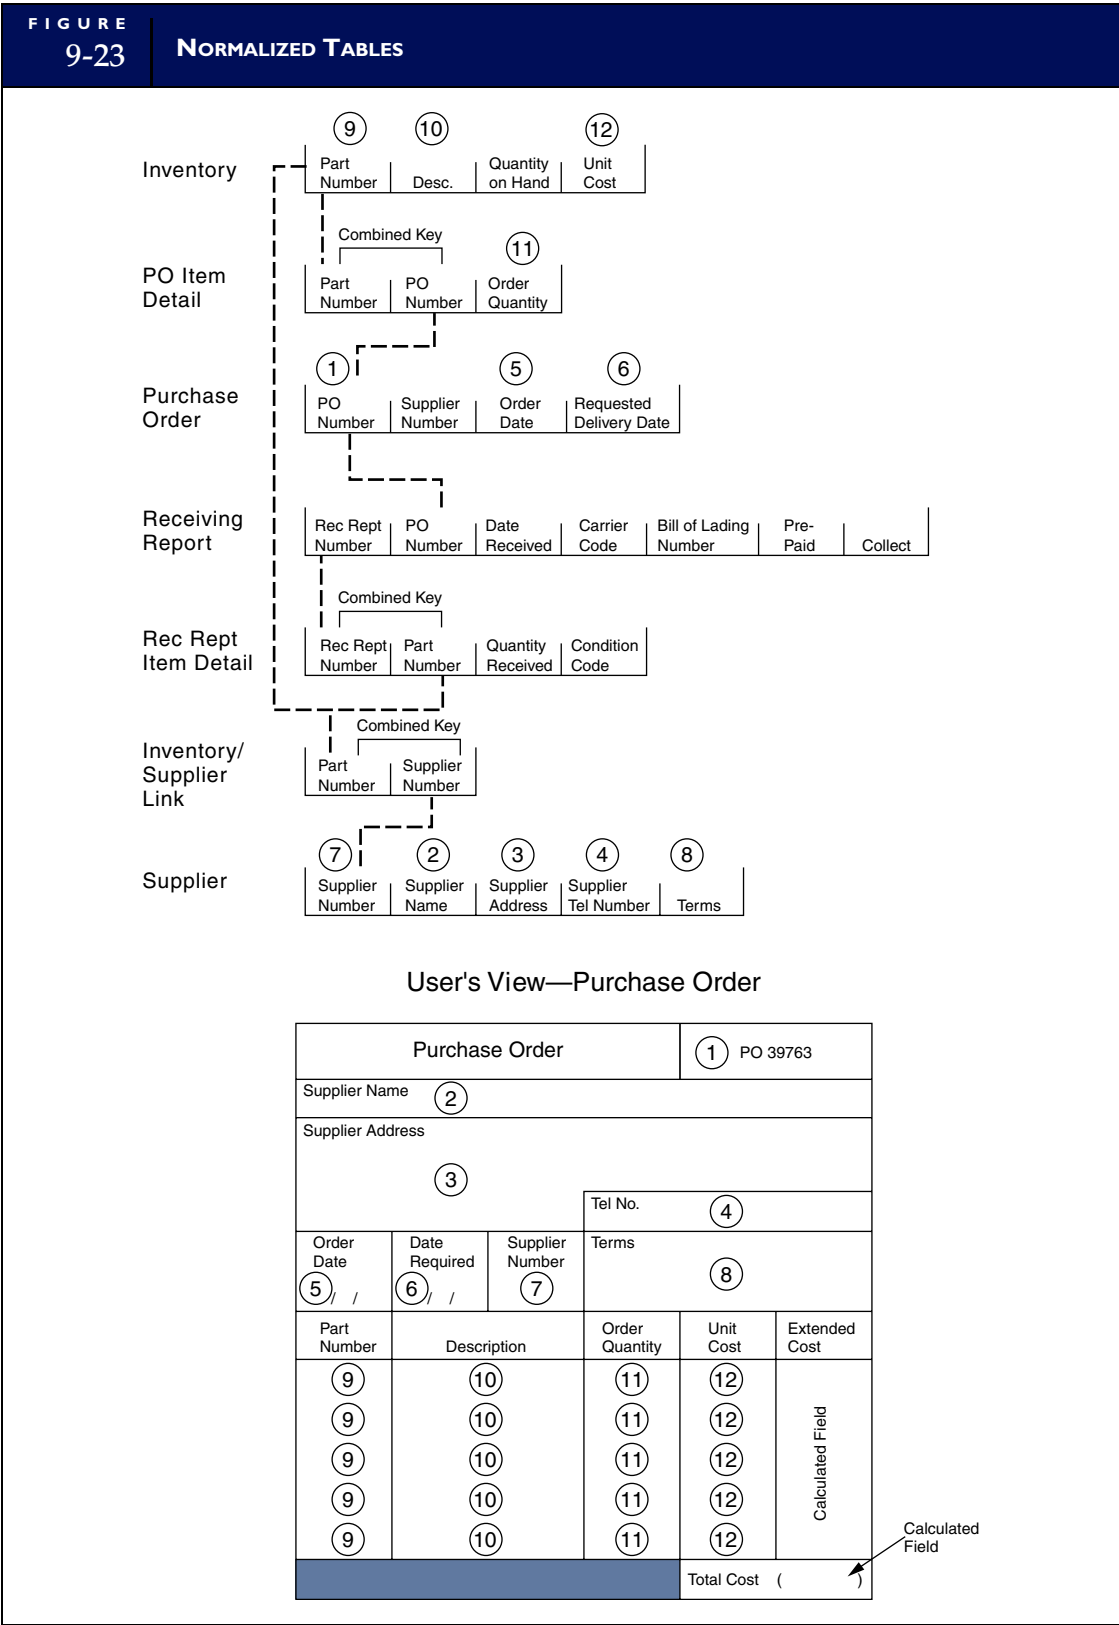 FIGURE
9-23
NORMALIZED TABLES
9 10 12
Inventory
Part Number
Desc.
Quantity on Hand
Unit Cost
Combined Key
11
PO Item Detail
Part Number
PO Number
Order Quantity
1 5 6
Purchase Order
PO Number
Supplier Number
Order Date
Requested Delivery Date
Receiving Report
Rec Rept Number
PO Number
Date Received
Carrier Code
Bill of Lading Number
Pre-Paid
Collect
Combined Key
Rec Rept Item Detail
Rec Rept Number
Part Number
Quantity Received
Condition Code
Combined Key
Inventory/ Supplier Link
Part Number
Supplier Number
7 2 3 4 8
Supplier
Supplier Number
Supplier Name
Supplier Address
Supplier Tel Number
Terms
User's View—Purchase Order
Purchase Order
1 PO 39763
Supplier Name
2
Supplier Address
3
Tel No.
4
Order Date
5 / /
Date Required
6 / /
Supplier Number
7
Terms
8
Part Number
Description
Order Quantity
Unit Cost
Extended Cost
9 10 11 12
9 10 11 12
9 10 11 12
9 10 11 12
9 10 11 12
Calculated Field
Total Cost ( )
Calculated Field